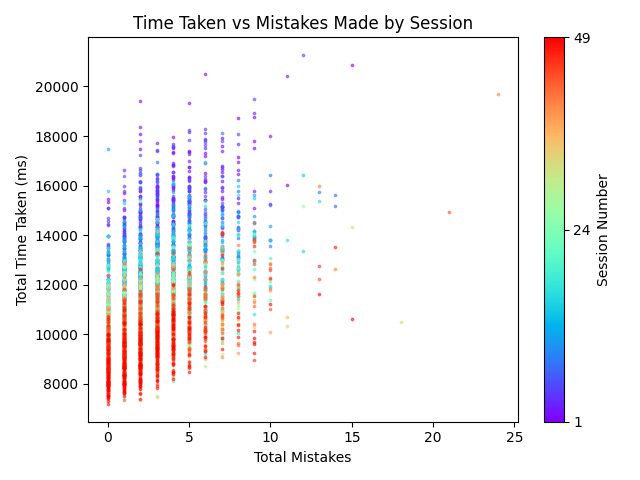 Time Taken vs Mistakes Made by Session
Total Time Taken (ms)
20000
18000
16000
14000
12000
10000
8000
0 5 10 15 20 25
Total Mistakes
49
24
1
Session Number